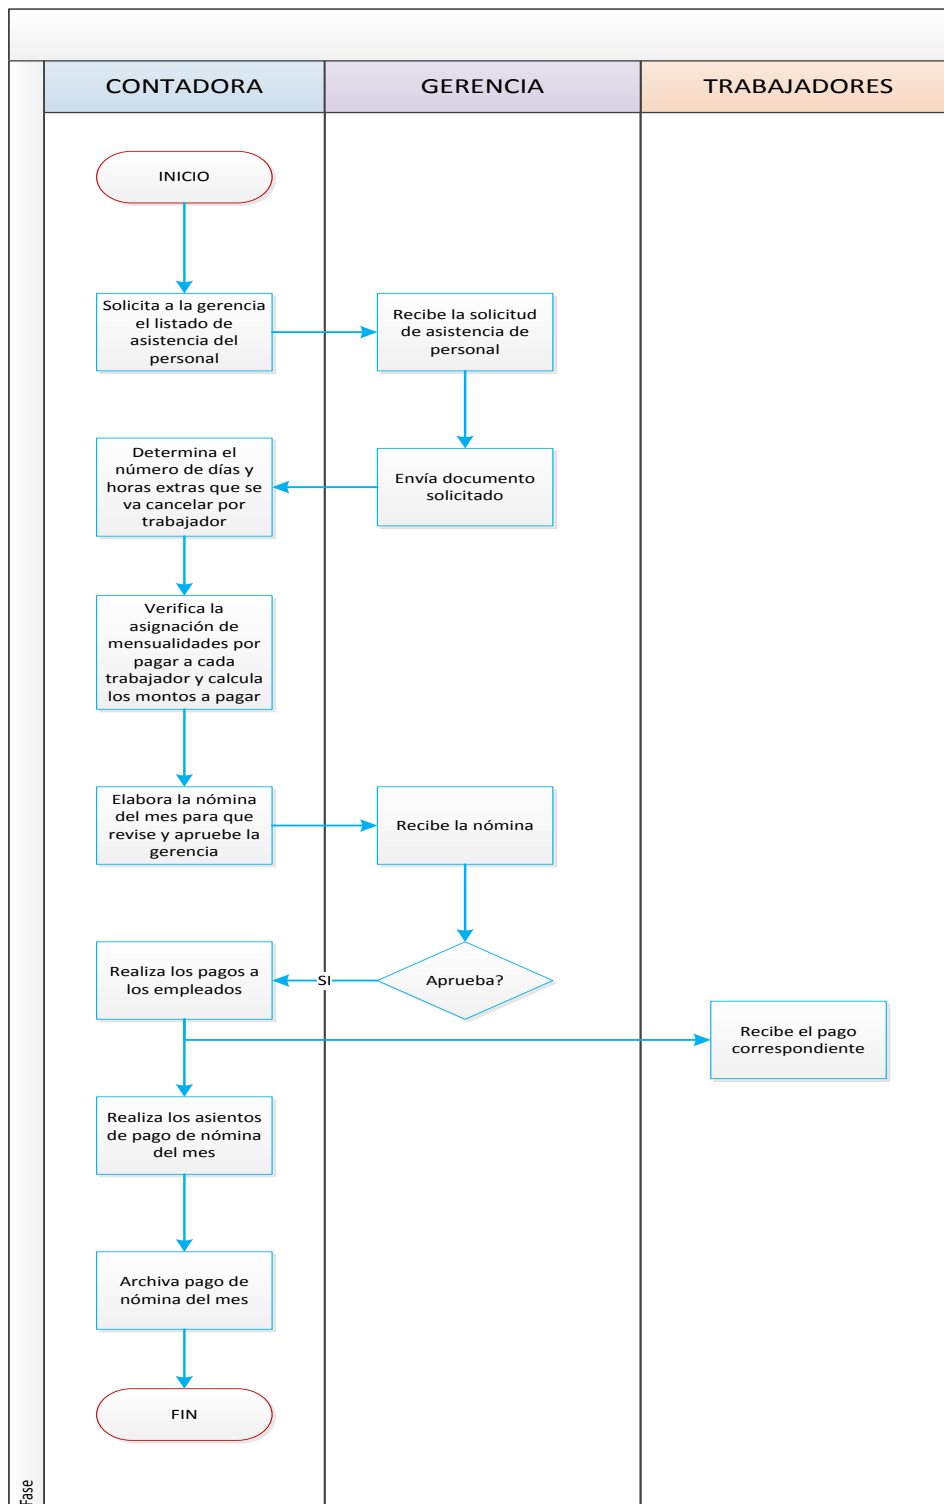 CONTADORA
GERENCIA
TRABAJADORES
INICIO
Solicita a la gerencia
el listado de
asistencia del
personal
Recibe la solicitud
de asistencia de
personal
Determina el
número de días y
horas extras que se
va cancelar por
trabajador
Envía documento
solicitado
Verifica la
asignación de
mensualidades por
pagar a cada
trabajador y calcula
los montos a pagar
Elabora la nómina
del mes para que
revise y apruebe la
gerencia
Recibe la nómina
Realiza los pagos a
los empleados
SI
Aprueba?
Recibe el pago
correspondiente
Realiza los asientos
de pago de nómina
del mes
Archiva pago de
nómina del mes
FIN
Fase